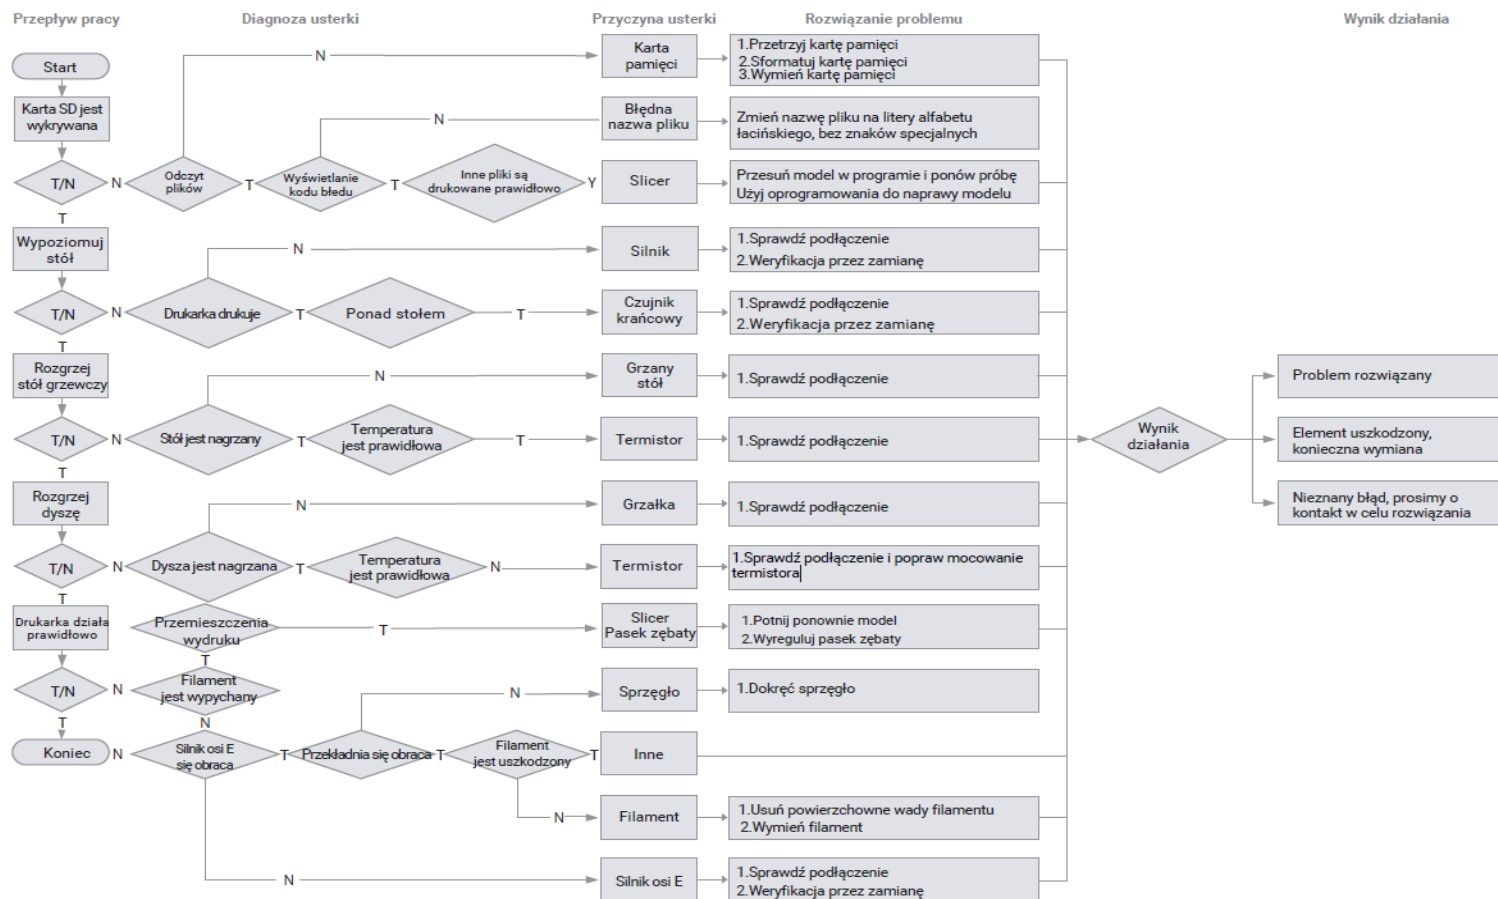 Przepływ pracy
Diagnoza usterki
Przyczyna usterki
Rozwiązanie problemu
Wynik działania
Start
N
Karta
pamięci
1.Przetrzyj kartę pamięci
2.Sformatuj kartę pamięci
3.Wymień kartę pamięci
Karta SD jest
wykrywana
N
Błędna
nazwa pliku
Zmień nazwę pliku na litery alfabetu
łacińskiego, bez znaków specjalnych
T/N
N
Odczyt
plików
T
Wyświetlanie
kodu błedu
T
Inne pliki są
drukowane prawidłowo
Y
Slicer
Przesuń model w programie i ponów próbę
Użyj oprogramowania do naprawy modelu
T
Wypoziomuj
stół
N
Silnik
1.Sprawdź podłączenie
2.Weryfikacja przez zamianę
T/N
N
Drukarka drukuje
T
Ponad stołem
T
Czujnik
krańcowy
1.Sprawdź podłączenie
2.Weryfikacja przez zamianę
T
Rozgrzej
stół grzewczy
N
Grzany
stół
1.Sprawdź podłączenie
Problem rozwiązany
T/N
N
Stół jest nagrzany
T
Temperatura
jest prawidłowa
T
Termistor
1.Sprawdź podłączenie
Wynik
działania
Element uszkodzony,
konieczna wymiana
T
Rozgrzej
dyszę
N
Grzałka
1.Sprawdź podłączenie
Nieznany błąd, prosimy o
kontakt w celu rozwiązania
T/N
N
Dysza jest nagrzana
T
Temperatura
jest prawidłowa
N
Termistor
1.Sprawdź podłączenie i popraw mocowanie
termistora
T
Drukarka działa
prawidłowo
Przemieszczenia
wydruku
T
Slicer
Pasek zębaty
1.Potnij ponownie model
2.Wyreguluj pasek zębaty
T
T/N
N
Filament
jest wypychany
N
Sprzęgło
1.Dokręć sprzęgło
T
N
Koniec
N
Silnik osi E
się obraca
T
Przekładnia się obraca
T
Filament
jest uszkodzony
T
Inne
N
Filament
1.Usuń powierzchowne wady filamentu
2.Wymień filament
N
Silnik osi E
1.Sprawdź podłączenie
2.Weryfikacja przez zamianę